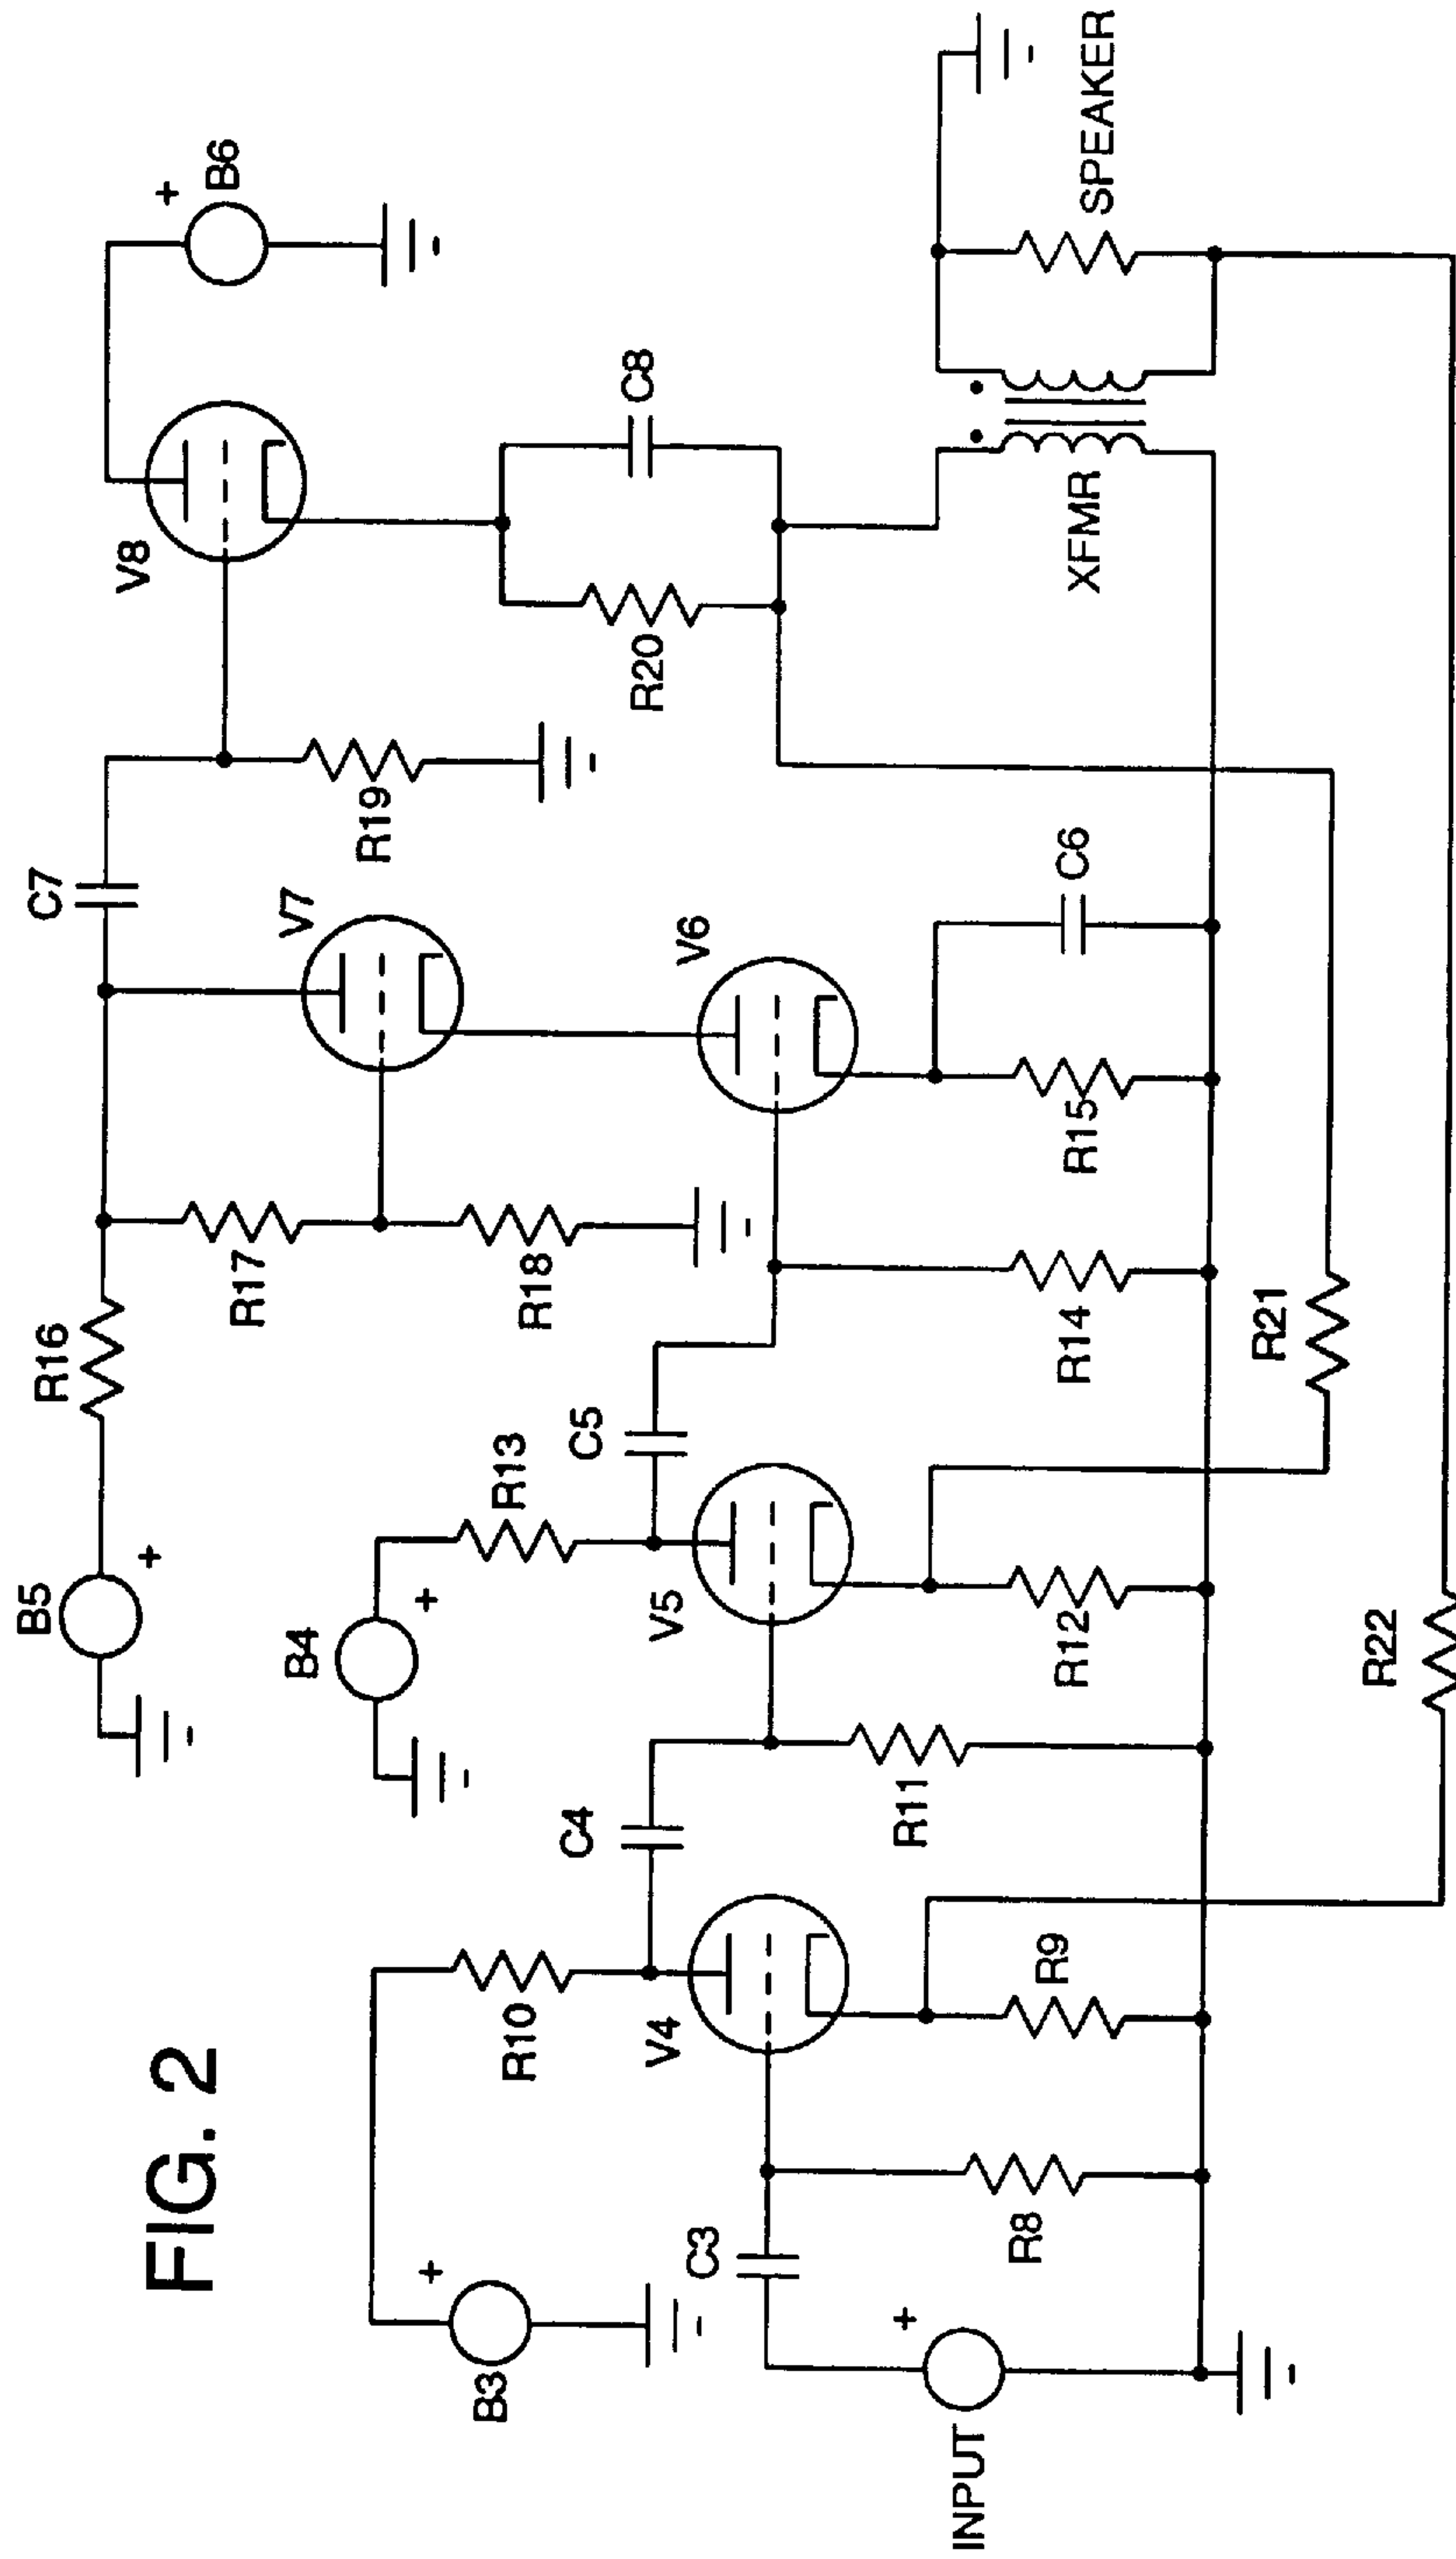 FIG. 2
B5
+
R16
C7
V8
+
B6
B4
+
R13
R17
V7
R19
R18
C5
R20
C8
B3
+
R10
C4
V5
V6
V4
C3
R11
R12
R14
R15
C6
XFMR
SPEAKER
INPUT
+
R8
R9
R21
R22